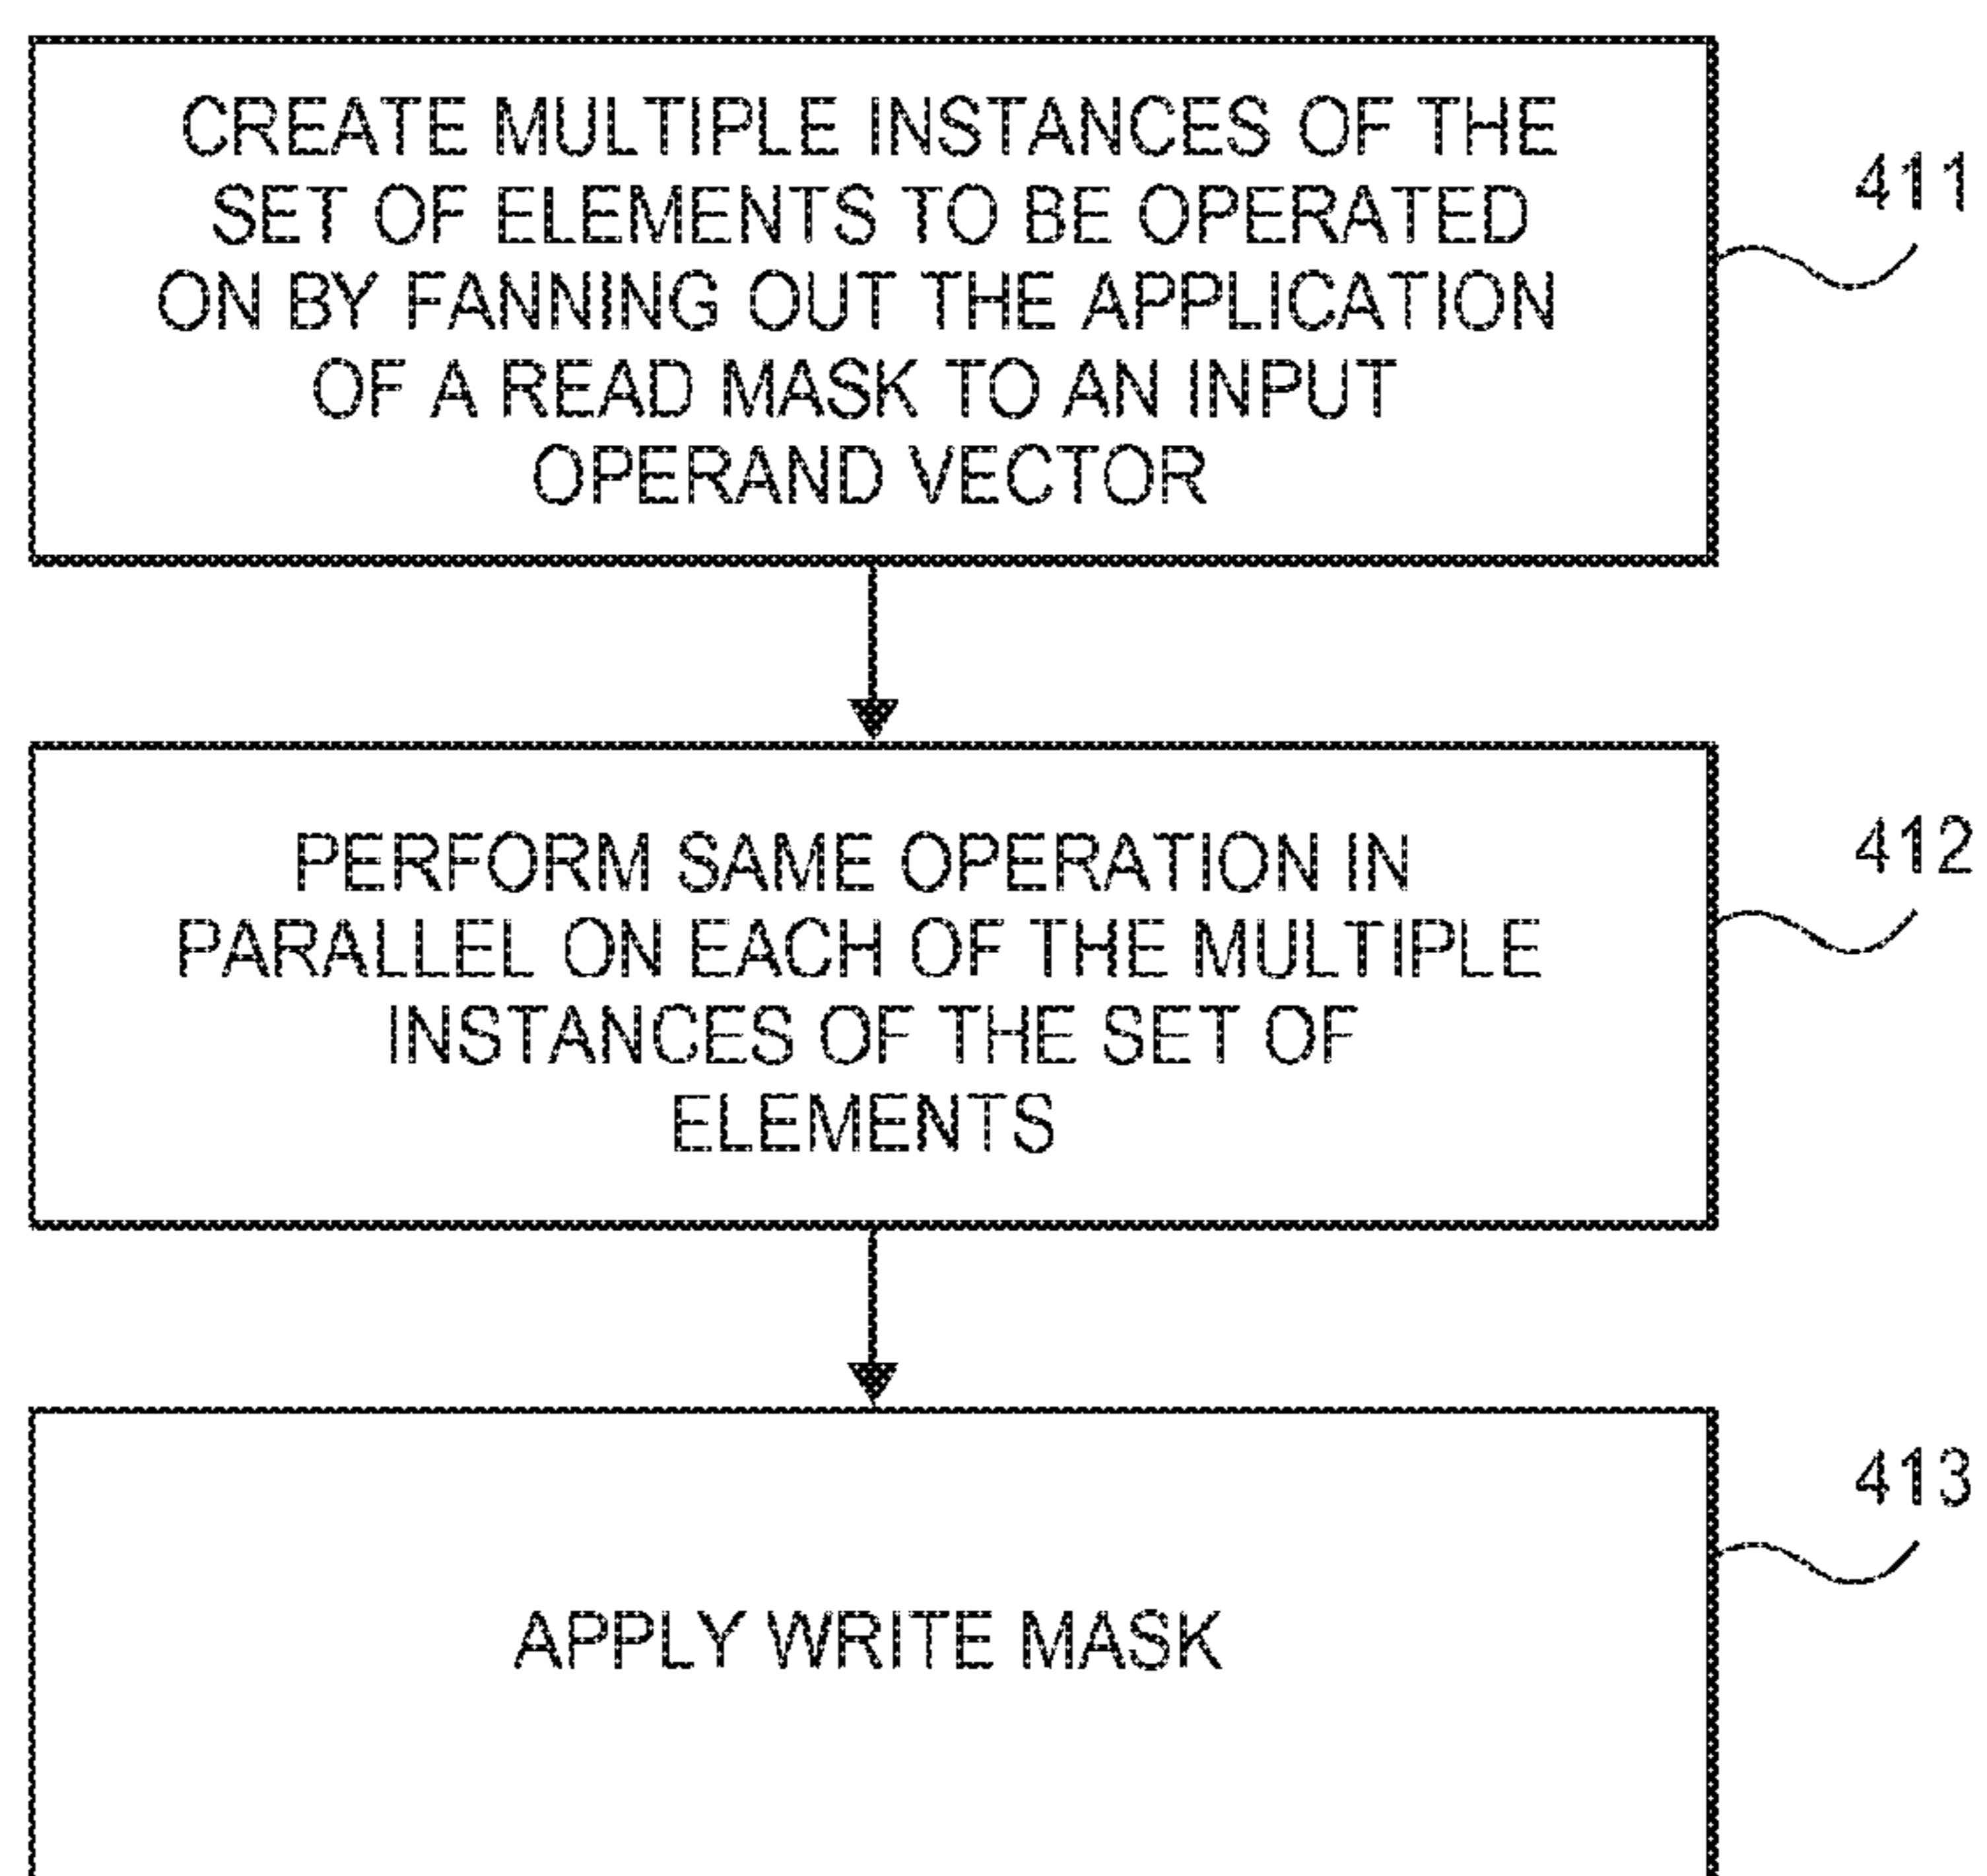 CREATE MULTIPLE INSTANCES OF THE
SET OF ELEMENTS TO BE OPERATED
ON BY FANNING OUT THE APPLICATION
OF A READ MASK TO AN INPUT
OPERAND VECTOR
411
PERFORM SAME OPERATION IN
PARALLEL ON EACH OF THE MULTIPLE
INSTANCES OF THE SET OF
ELEMENTS
412
APPLY WRITE MASK
413